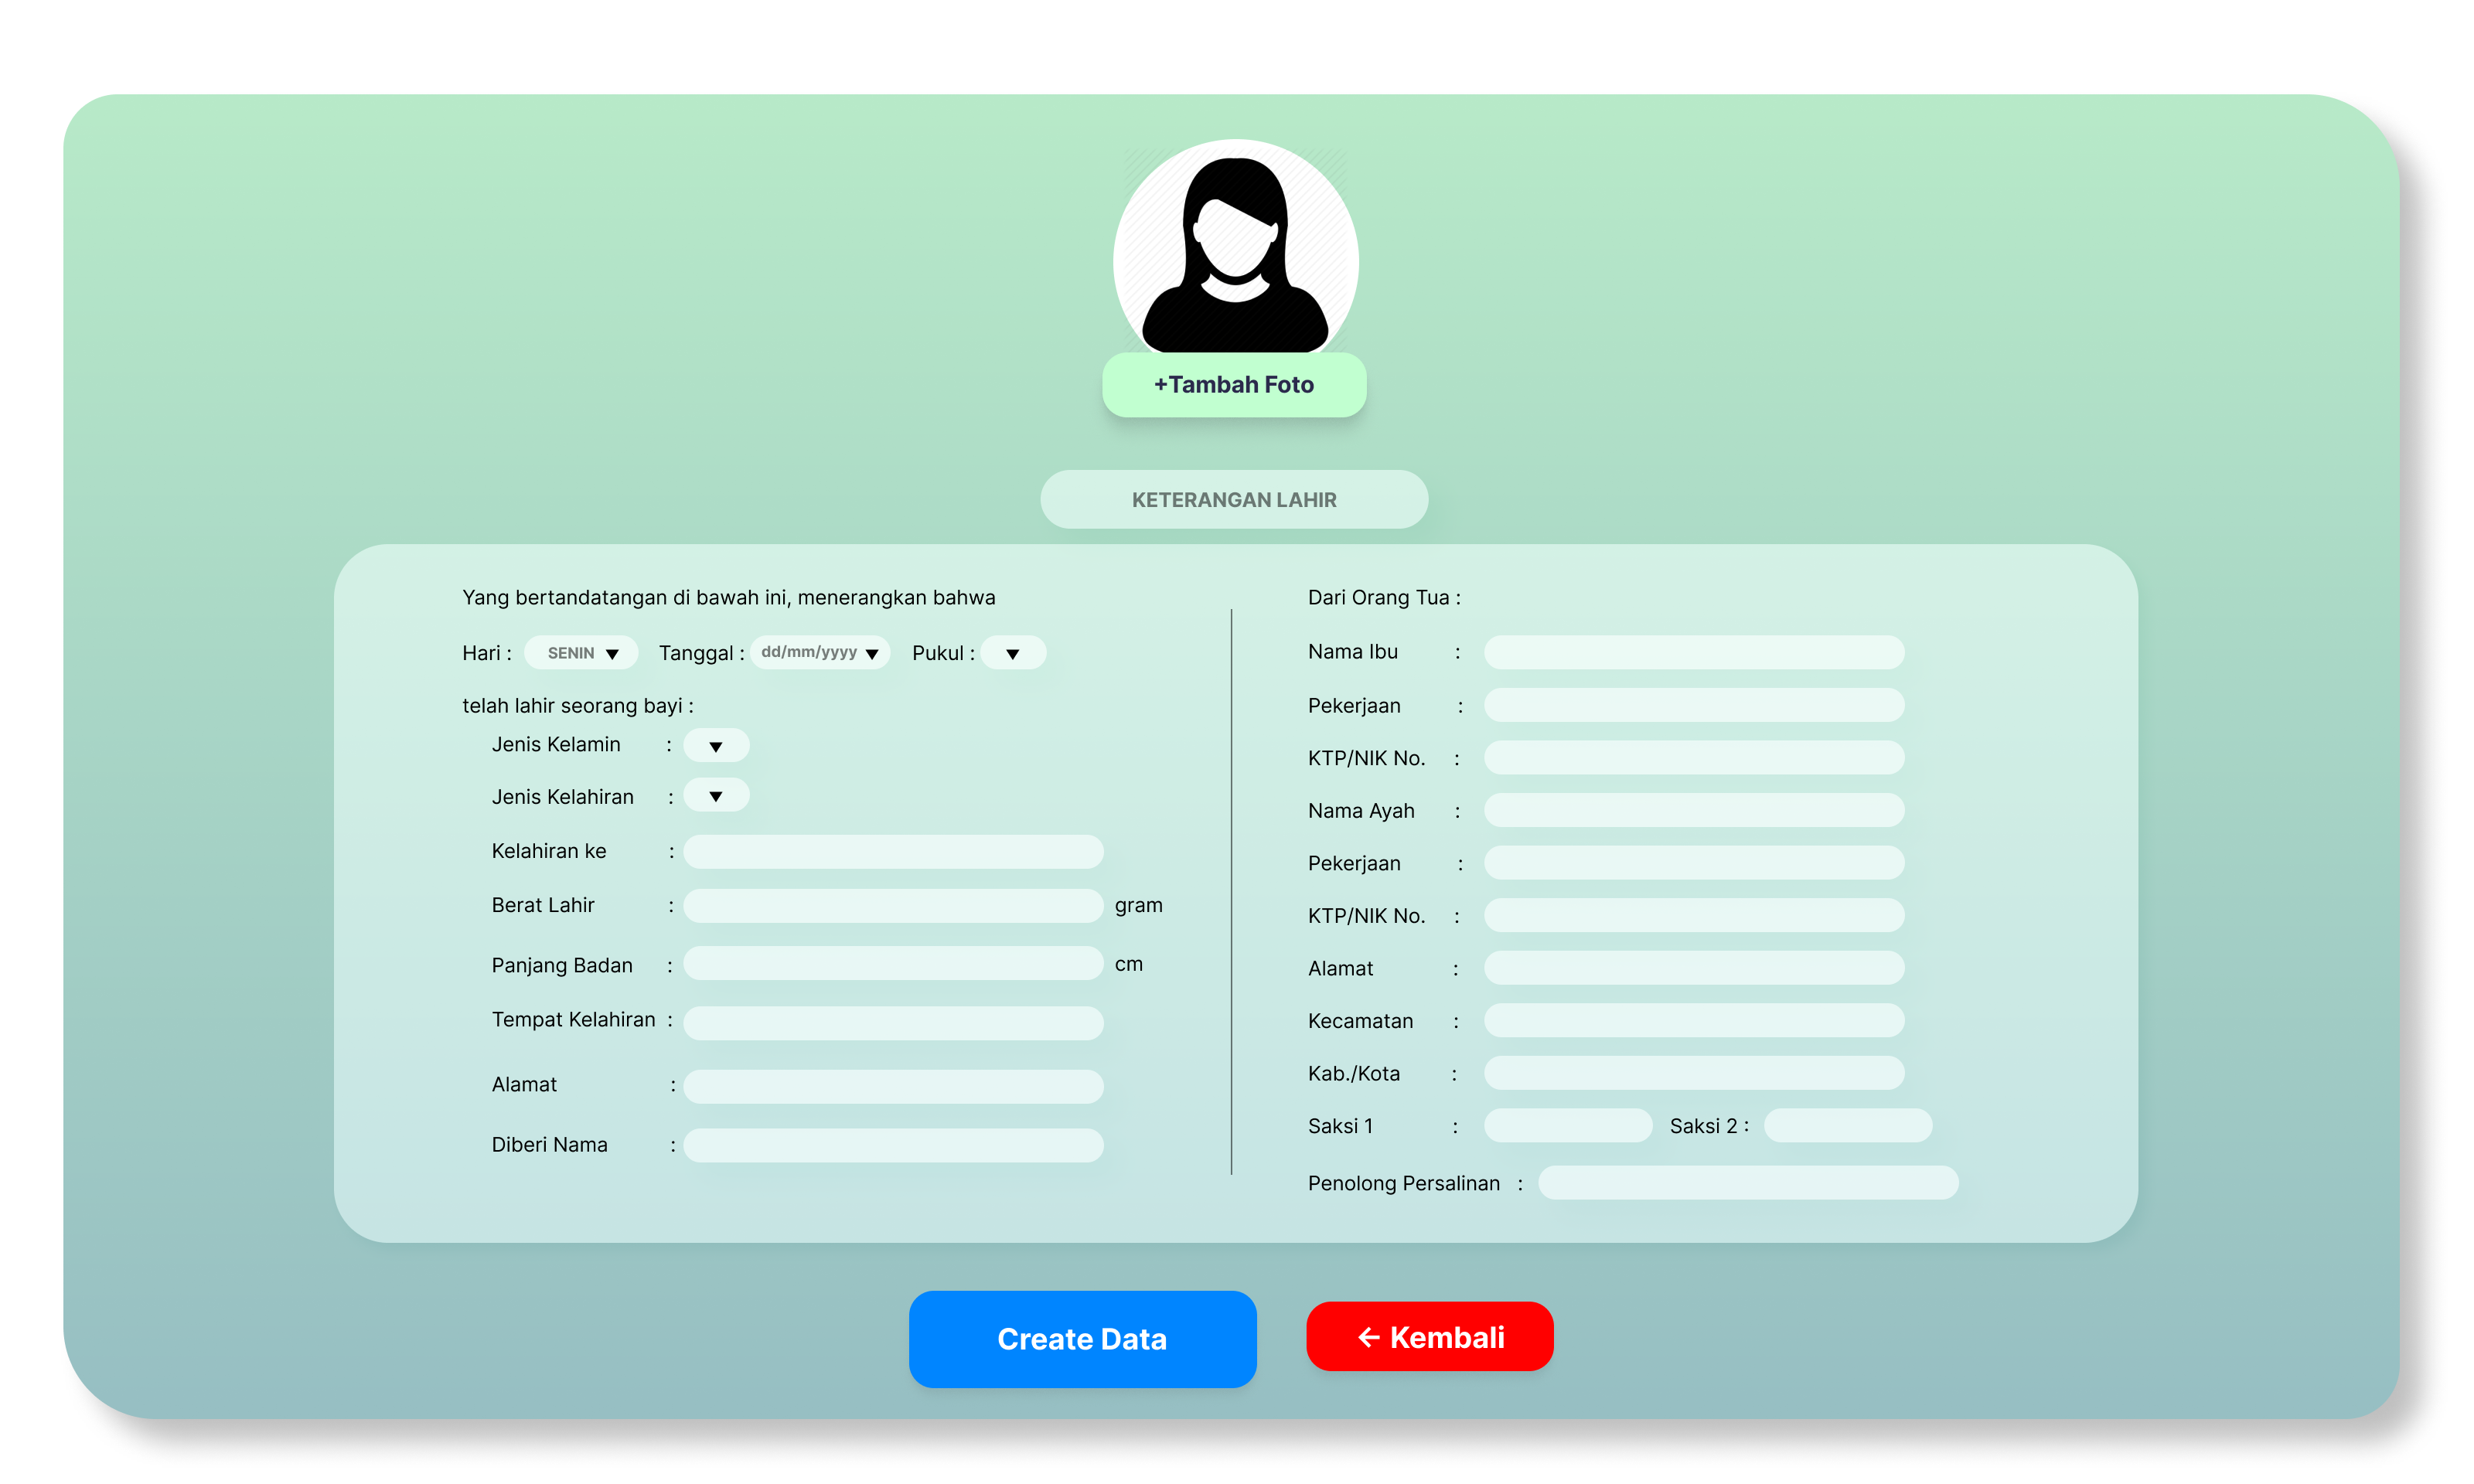 +Tambah Foto
KETERANGAN LAHIR
Yang bertandatangan di bawah ini, menerangkan bahwa
Hari : SENIN ▼ Tanggal : dd/mm/yyyy ▼ Pukul : ▼
telah lahir seorang bayi :
Jenis Kelamin : ▼
Jenis Kelahiran : ▼
Kelahiran ke :
Berat Lahir : gram
Panjang Badan : cm
Tempat Kelahiran :
Alamat :
Diberi Nama :
Dari Orang Tua :
Nama Ibu :
Pekerjaan :
KTP/NIK No. :
Nama Ayah :
Pekerjaan :
KTP/NIK No. :
Alamat :
Kecamatan :
Kab./Kota :
Saksi 1 : Saksi 2 :
Penolong Persalinan :
Create Data
← Kembali